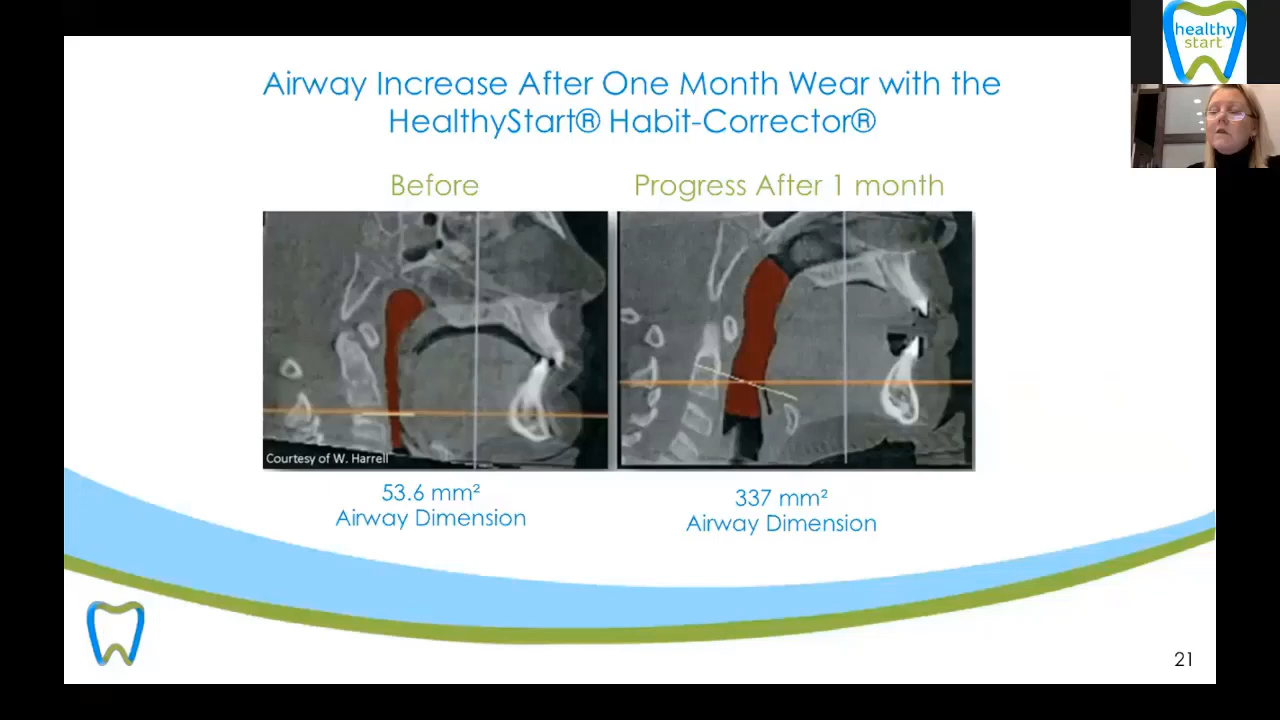 healthy
start
Airway Increase After One Month Wear with the
HealthyStart® Habit-Corrector®
Before
Progress After 1 month
Courtesy of W. Harrell
53.6 mm²
Airway Dimension
337 mm²
Airway Dimension
21